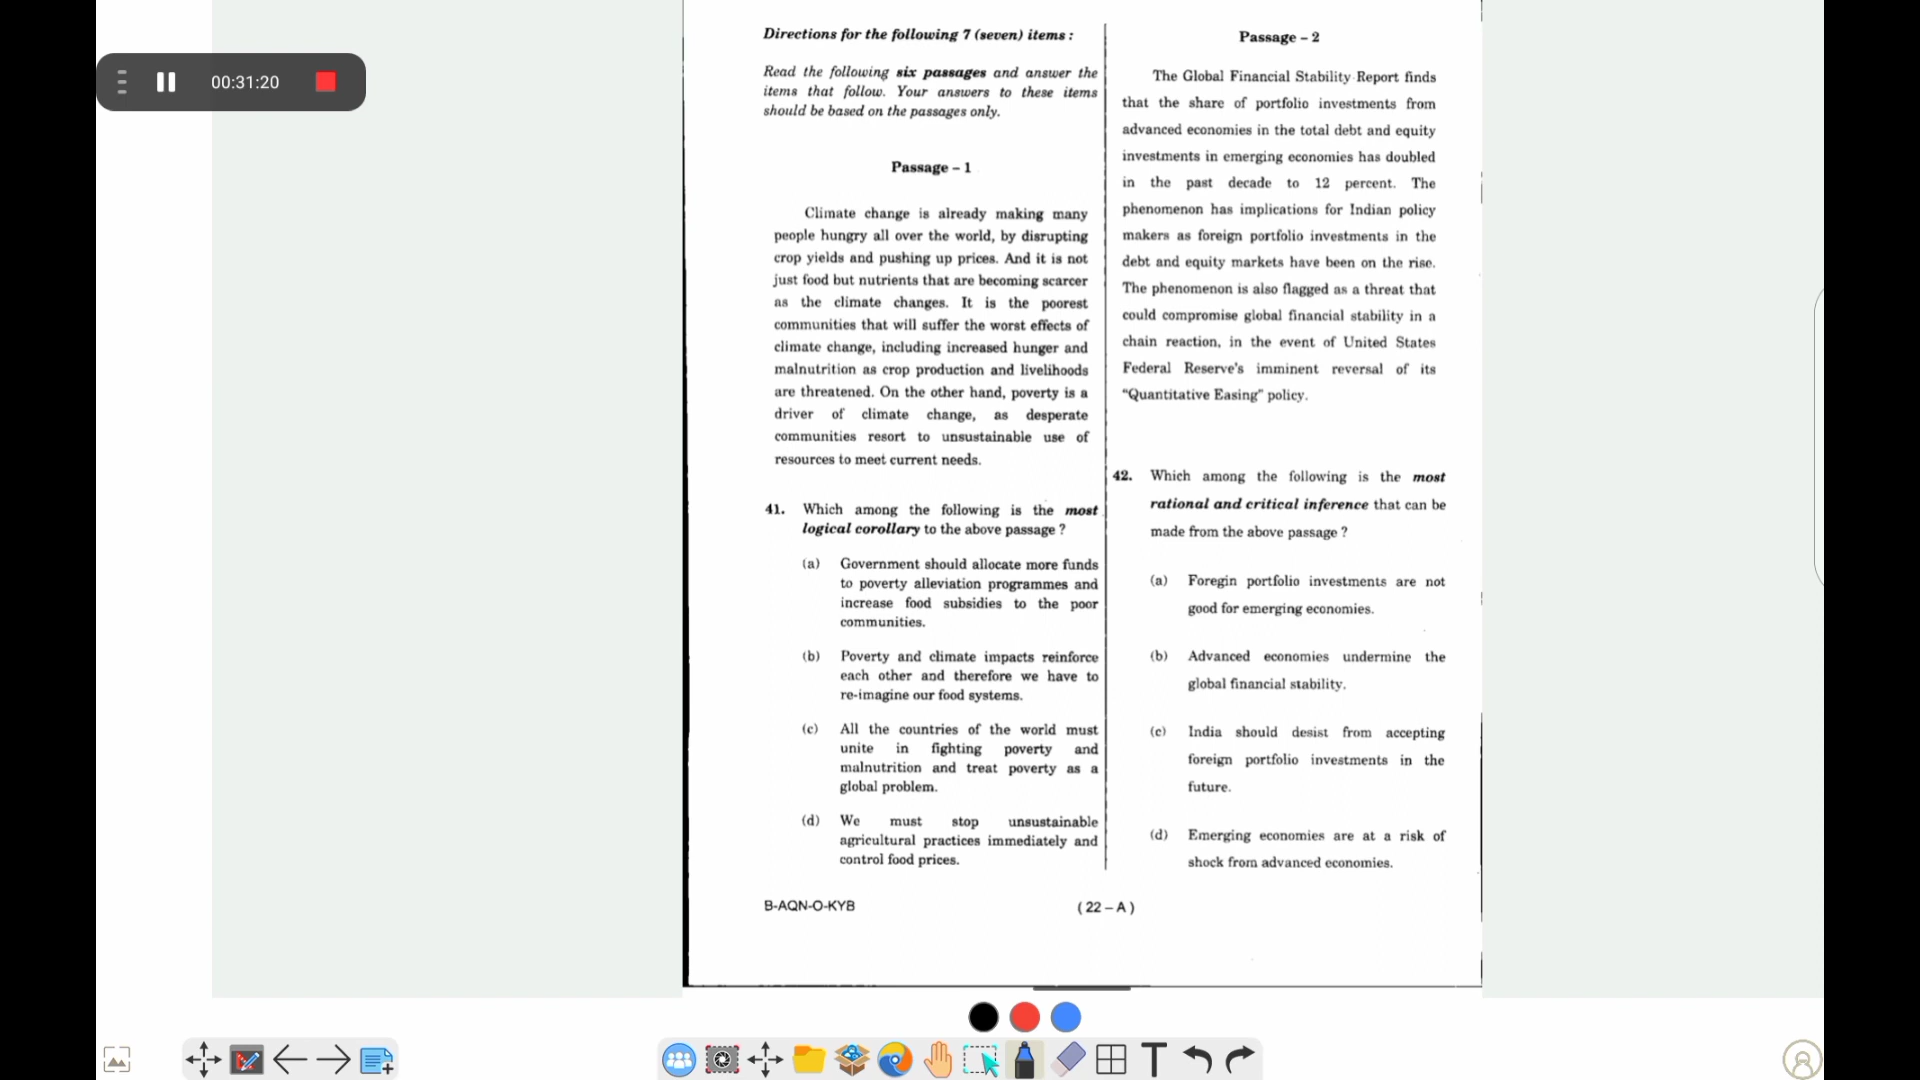 00:31:20
Directions for the following 7 (seven) items :
Read the following six passages and answer the
items that follow. Your answers to these items
should be based on the passages only.
Passage – 1
Climate change is already making many
people hungry all over the world, by disrupting
crop yields and pushing up prices. And it is not
just food but nutrients that are becoming scarcer
as the climate changes. It is the poorest
communities that will suffer the worst effects of
climate change, including increased hunger and
malnutrition as crop production and livelihoods
are threatened. On the other hand, poverty is a
driver of climate change, as desperate
communities resort to unsustainable use of
resources to meet current needs.
41. Which among the following is the most
logical corollary to the above passage ?
(a) Government should allocate more funds
to poverty alleviation programmes and
increase food subsidies to the poor
communities.
(b) Poverty and climate impacts reinforce
each other and therefore we have to
re-imagine our food systems.
(c) All the countries of the world must
unite in fighting poverty and
malnutrition and treat poverty as a
global problem.
(d) We must stop unsustainable
agricultural practices immediately and
control food prices.
Passage – 2
The Global Financial Stability Report finds
that the share of portfolio investments from
advanced economies in the total debt and equity
investments in emerging economies has doubled
in the past decade to 12 percent. The
phenomenon has implications for Indian policy
makers as foreign portfolio investments in the
debt and equity markets have been on the rise.
The phenomenon is also flagged as a threat that
could compromise global financial stability in a
chain reaction, in the event of United States
Federal Reserve's imminent reversal of its
"Quantitative Easing" policy.
42. Which among the following is the most
rational and critical inference that can be
made from the above passage ?
(a) Foregin portfolio investments are not
good for emerging economies.
(b) Advanced economies undermine the
global financial stability.
(c) India should desist from accepting
foreign portfolio investments in the
future.
(d) Emerging economies are at a risk of
shock from advanced economies.
B-AQN-O-KYB
( 22 – A )